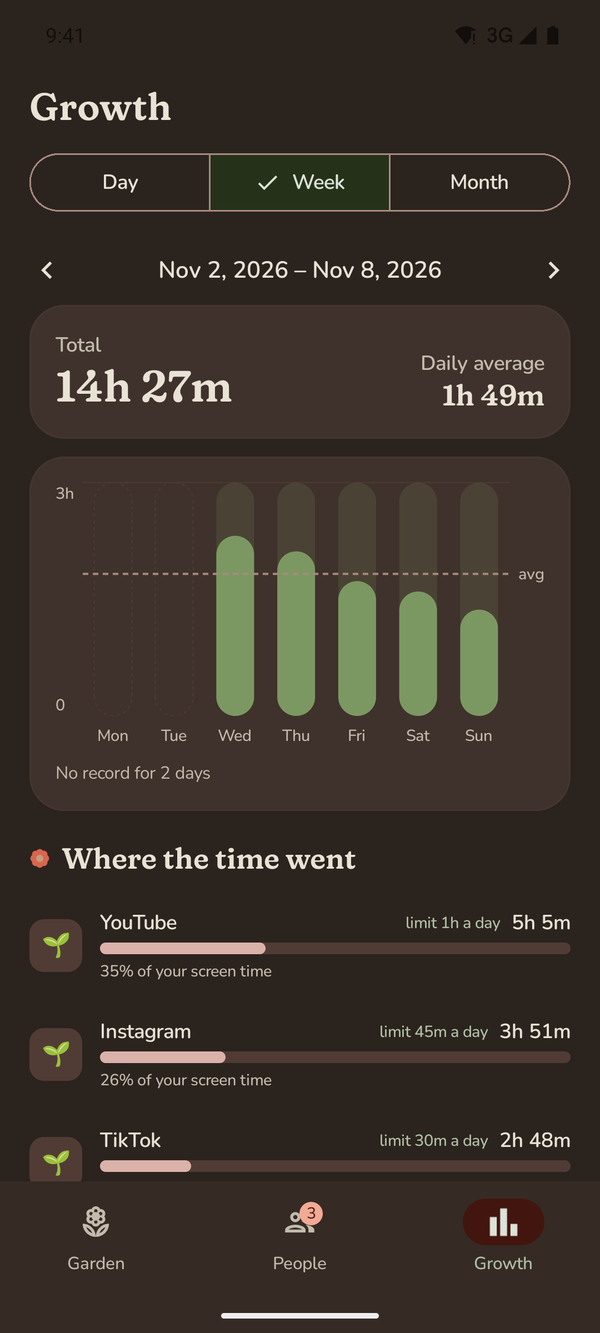 9:41
3G
Growth
Day
Week
Month
Nov 2, 2026 – Nov 8, 2026
Total
14h 27m
Daily average
1h 49m
3h
avg
0
Mon Tue Wed Thu Fri Sat Sun
No record for 2 days
Where the time went
YouTube limit 1h a day 5h 5m
35% of your screen time
Instagram limit 45m a day 3h 51m
26% of your screen time
TikTok limit 30m a day 2h 48m
3
Garden People Growth